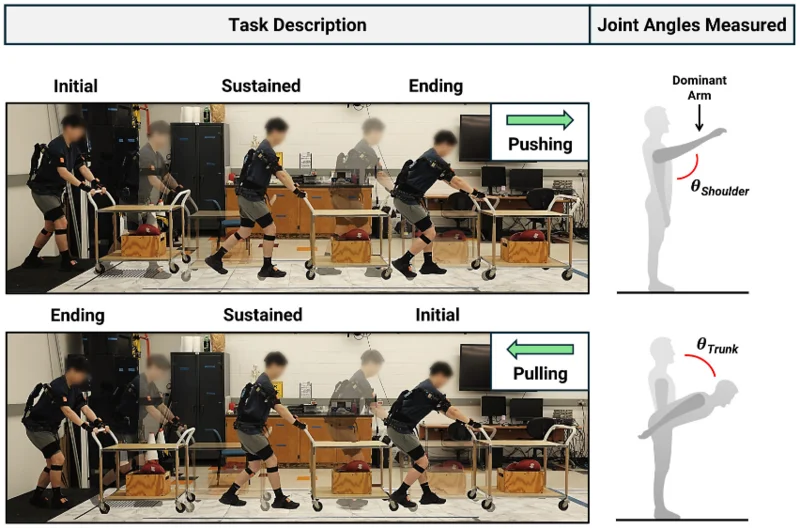 Task Description
Joint Angles Measured
Initial
Sustained
Ending
Pushing
Dominant
Arm
θShoulder
Ending
Sustained
Initial
Pulling
θTrunk